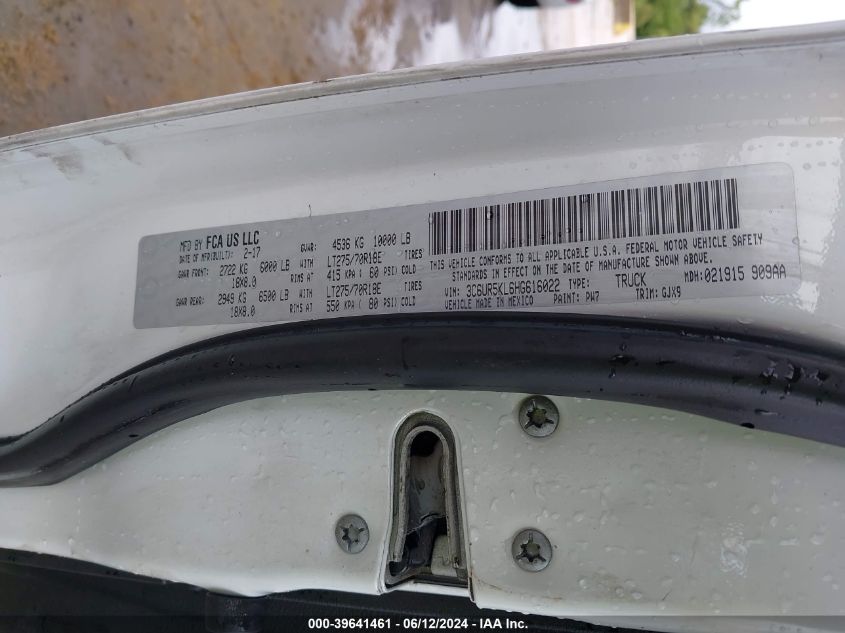 MFD BY FCA US LLC
DATE OF MFR(BUILT): 2-17 GVWR: 4536 KG 10000 LB
GAWR FRONT: 2722 KG 6000 LB WITH LT275/70R18E TIRES
18X8.0 RIMS AT 415 KPA ( 60 PSI) COLD
GAWR REAR: 2949 KG 6500 LB WITH LT275/70R18E TIRES
18X8.0 RIMS AT 550 KPA ( 80 PSI) COLD
THIS VEHICLE CONFORMS TO ALL APPLICABLE U.S.A. FEDERAL MOTOR VEHICLE SAFETY
STANDARDS IN EFFECT ON THE DATE OF MANUFACTURE SHOWN ABOVE.
VIN: 3C6UR5KL6HG616022 TYPE: TRUCK MDH:021915 909AA
VEHICLE MADE IN MEXICO PAINT: PW7 TRIM: GJX9
000-39641461 - 06/12/2024 - IAA Inc.